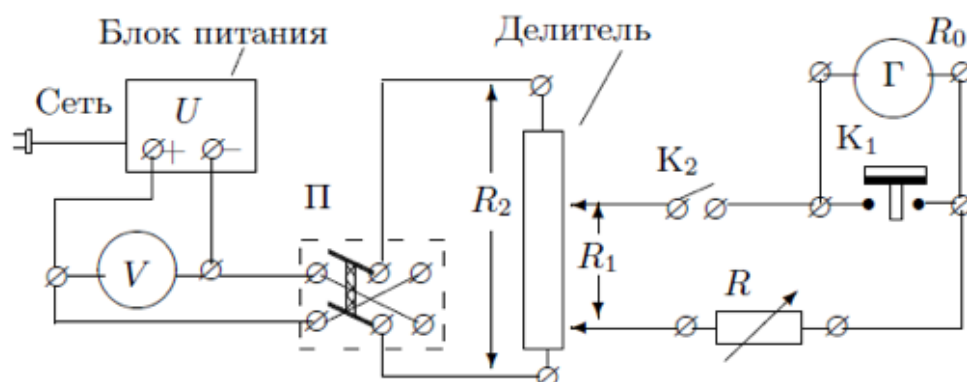 Блок питания
Делитель
R0
Сеть
U
Г
+ −
K1
K2
П
R2
V
R1
R